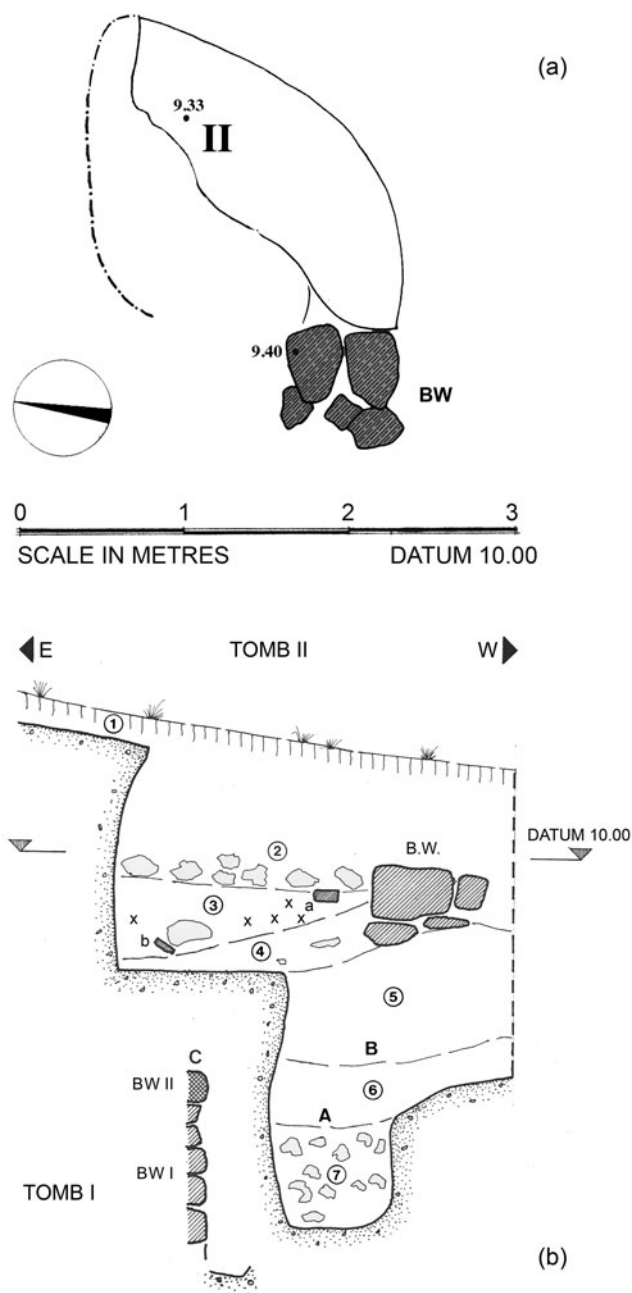 (a)
9.33
II
9.40
BW
0 1 2 3
SCALE IN METRES DATUM 10.00
E TOMB II W
1
DATUM 10.00
2
B.W.
3
x a
x x x x
b
4
5
B
C
BW II
6
A
BW I
7
TOMB I
(b)